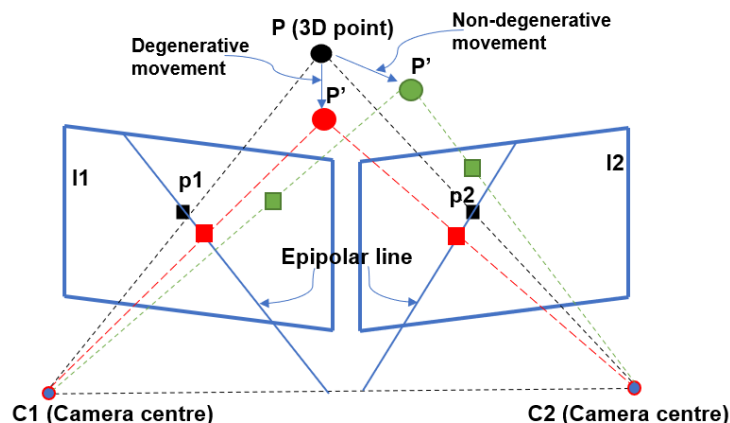 P (3D point)
Non-degenerative
movement
Degenerative
movement
P'
P'
I1
I2
p1
p2
Epipolar line
C1 (Camera centre)
C2 (Camera centre)